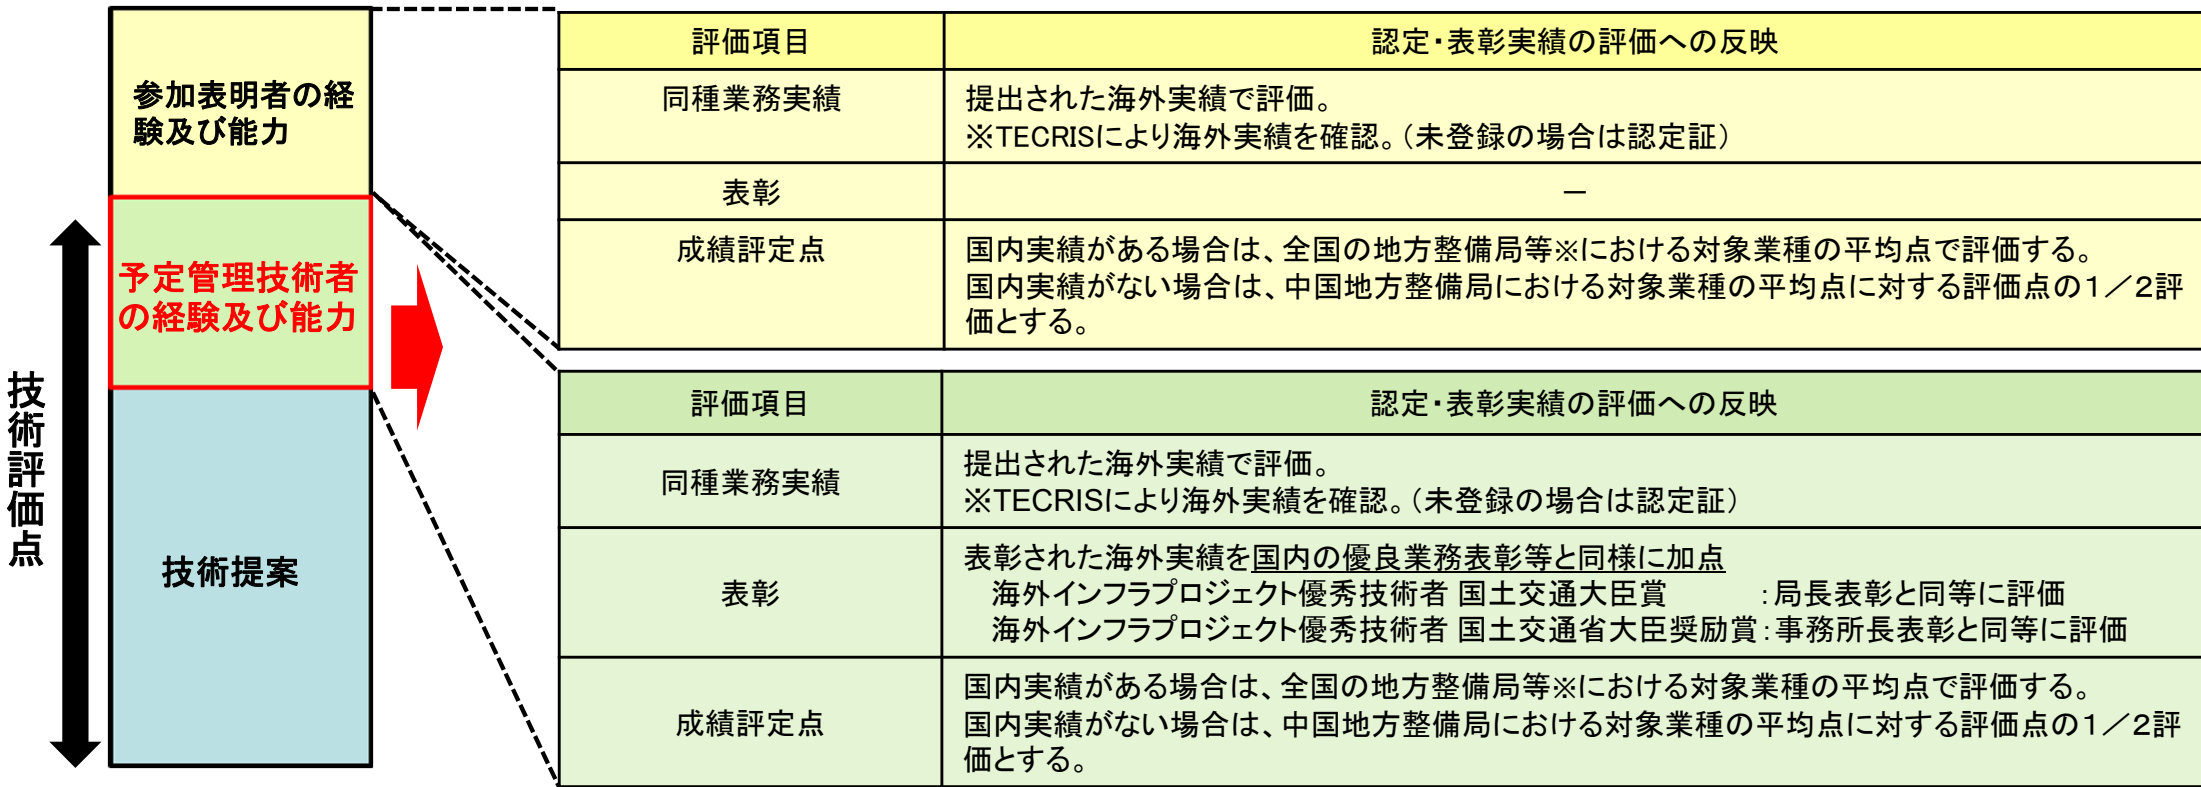 参加表明者の経
験及び能力
予定管理技術者
の経験及び能力
技術提案
技術評価点
評価項目
認定・表彰実績の評価への反映
同種業務実績
提出された海外実績で評価。
※TECRISにより海外実績を確認。（未登録の場合は認定証）
表彰
－
成績評定点
国内実績がある場合は、全国の地方整備局等※における対象業種の平均点で評価する。
国内実績がない場合は、中国地方整備局における対象業種の平均点に対する評価点の１／２評
価とする。
評価項目
認定・表彰実績の評価への反映
同種業務実績
提出された海外実績で評価。
※TECRISにより海外実績を確認。（未登録の場合は認定証）
表彰
表彰された海外実績を国内の優良業務表彰等と同様に加点
海外インフラプロジェクト優秀技術者 国土交通大臣賞　　　：局長表彰と同等に評価
海外インフラプロジェクト優秀技術者 国土交通省大臣奨励賞：事務所長表彰と同等に評価
成績評定点
国内実績がある場合は、全国の地方整備局等※における対象業種の平均点で評価する。
国内実績がない場合は、中国地方整備局における対象業種の平均点に対する評価点の１／２評
価とする。